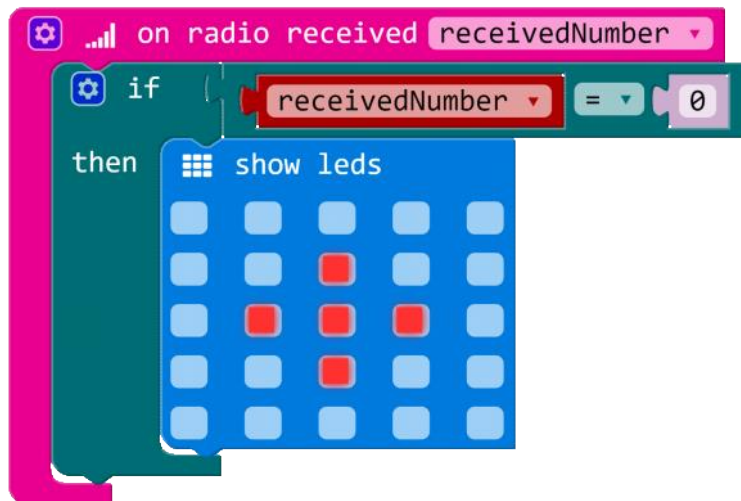 on radio received receivedNumber
if receivedNumber = 0
then show leds